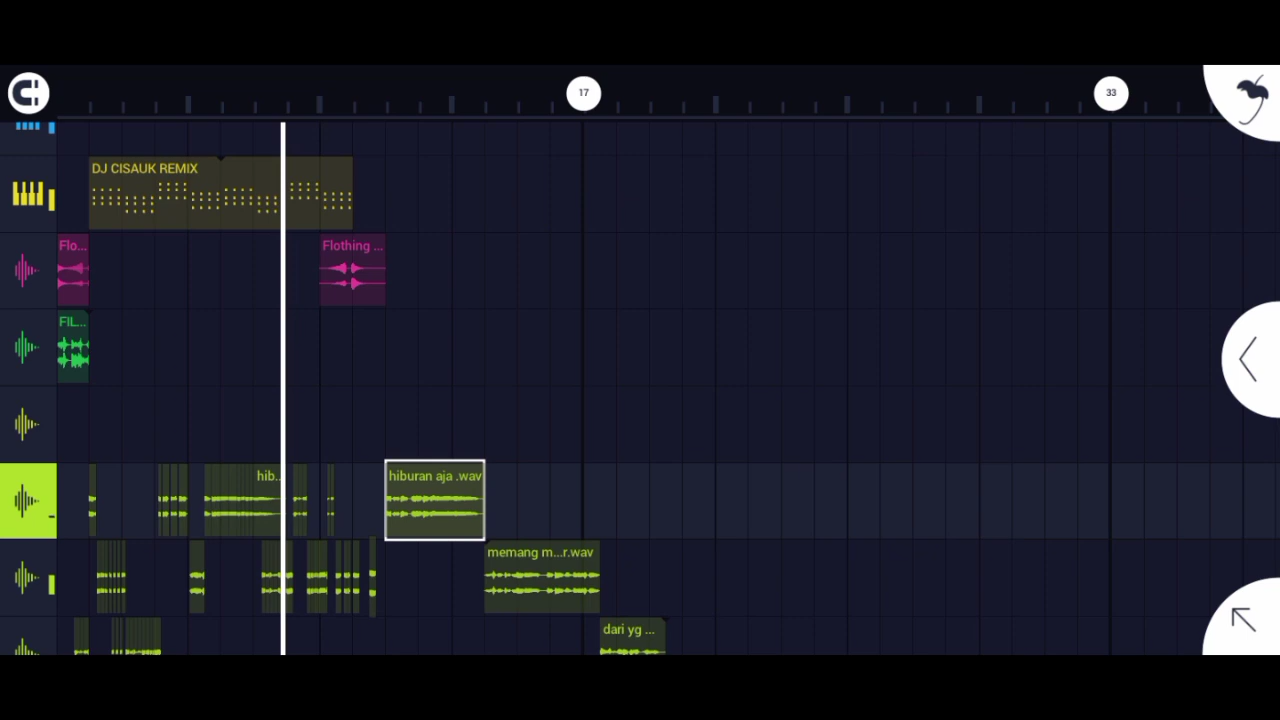 17
33
DJ CISAUK REMIX
Flo...
Flothing ...
FIL...
hib..
hiburan aja .wav
memang m...r.wav
dari yg ...